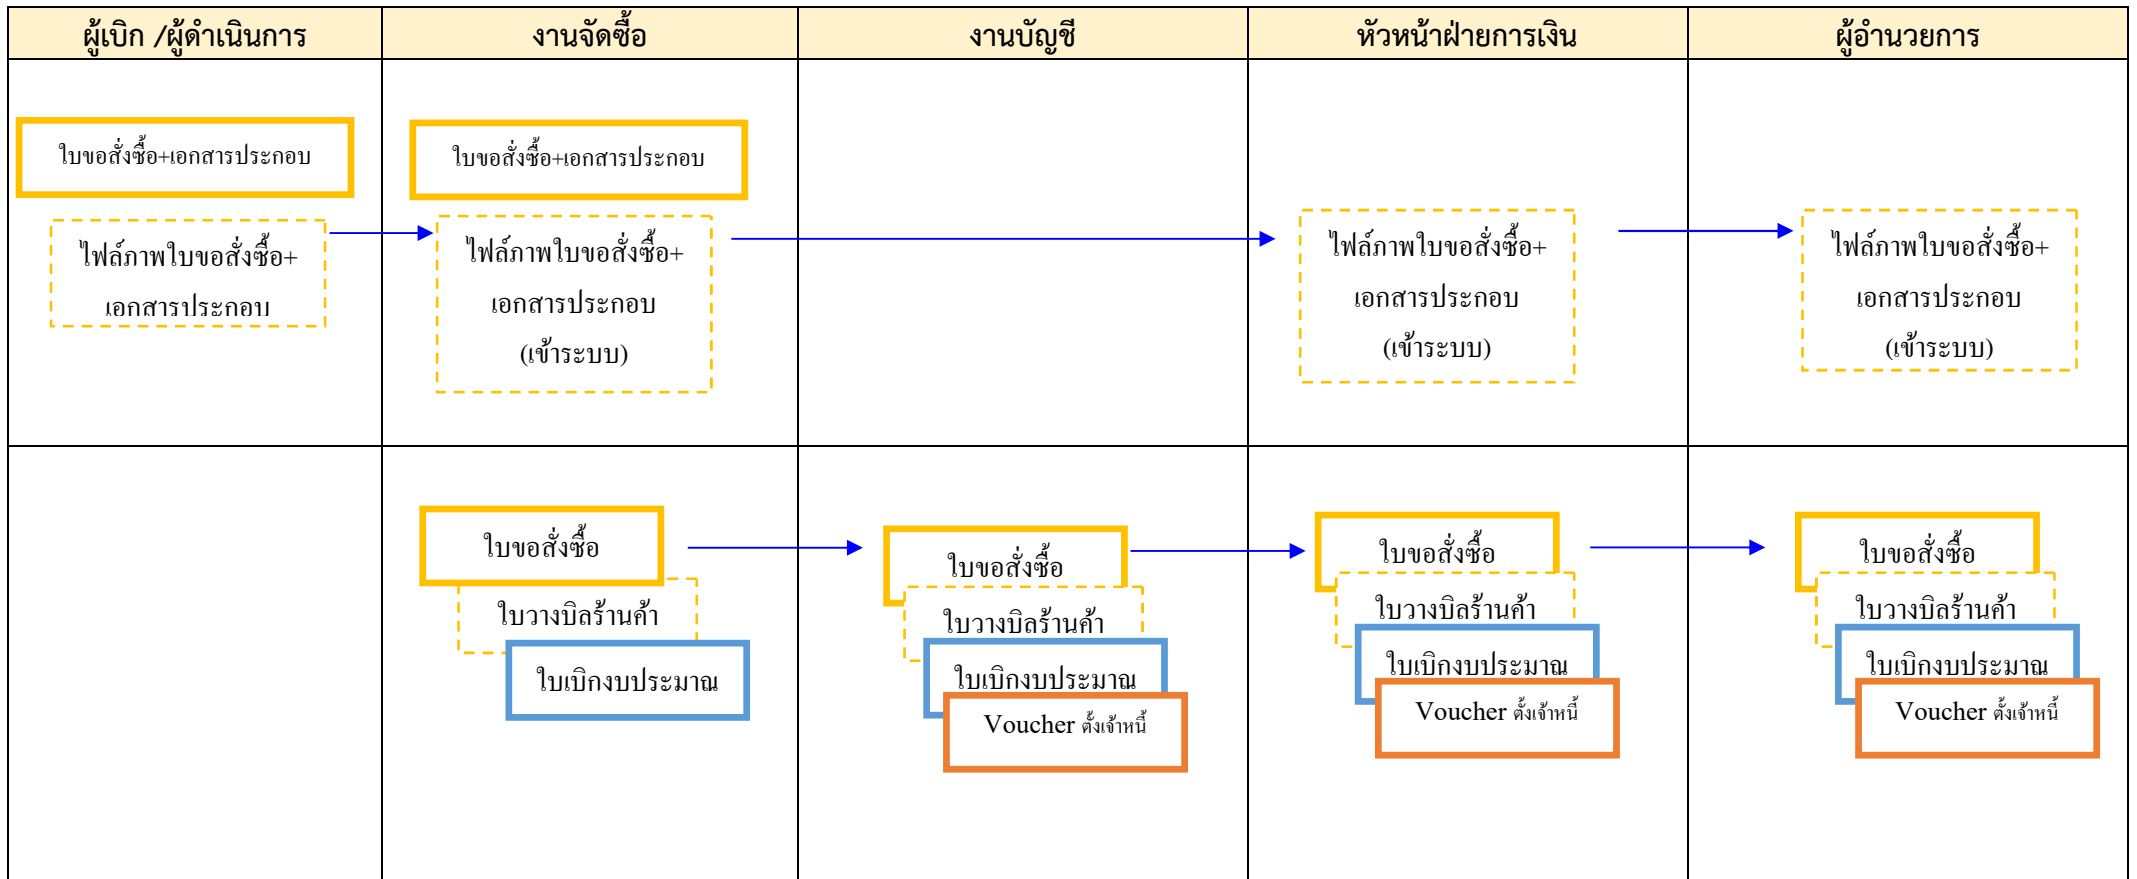 ผู้เบิก /ผู้ดำเนินการ
งานจัดซื้อ
งานบัญชี
หัวหน้าฝ่ายการเงิน
ผู้อำนวยการ
ใบขอสั่งซื้อ+เอกสารประกอบ
ไฟล์ภาพใบขอสั่งซื้อ+
เอกสารประกอบ
ใบขอสั่งซื้อ+เอกสารประกอบ
ไฟล์ภาพใบขอสั่งซื้อ+
เอกสารประกอบ
(เข้าระบบ)
ไฟล์ภาพใบขอสั่งซื้อ+
เอกสารประกอบ
(เข้าระบบ)
ไฟล์ภาพใบขอสั่งซื้อ+
เอกสารประกอบ
(เข้าระบบ)
ใบขอสั่งซื้อ
ใบวางบิลร้านค้า
ใบเบิกงบประมาณ
ใบขอสั่งซื้อ
ใบวางบิลร้านค้า
ใบเบิกงบประมาณ
Voucher ตั้งเจ้าหนี้
ใบขอสั่งซื้อ
ใบวางบิลร้านค้า
ใบเบิกงบประมาณ
Voucher ตั้งเจ้าหนี้
ใบขอสั่งซื้อ
ใบวางบิลร้านค้า
ใบเบิกงบประมาณ
Voucher ตั้งเจ้าหนี้